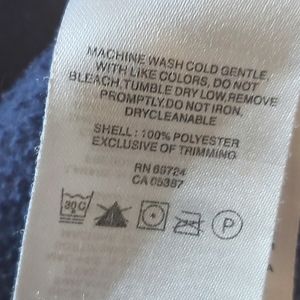 MACHINE WASH COLD GENTLE,
WITH LIKE COLORS, DO NOT
BLEACH,TUMBLE DRY LOW,REMOVE
PROMPTLY.DO NOT IRON,
DRYCLEANABLE
SHELL : 100% POLYESTER
EXCLUSIVE OF TRIMMING
RN 69724
CA 05387
30 C
P